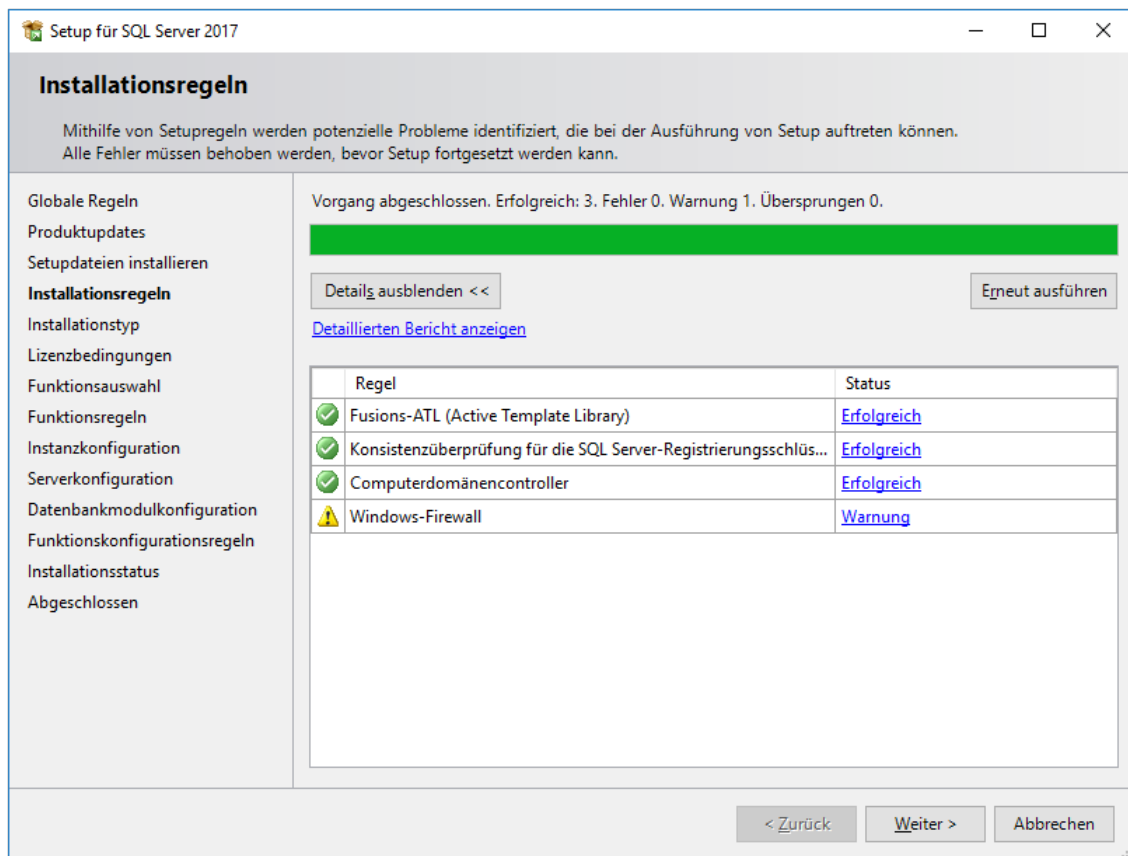 Setup für SQL Server 2017
Installationsregeln
Mithilfe von Setupregeln werden potenzielle Probleme identifiziert, die bei der Ausführung von Setup auftreten können.
Alle Fehler müssen behoben werden, bevor Setup fortgesetzt werden kann.
Globale Regeln
Produktupdates
Setupdateien installieren
Installationsregeln
Installationstyp
Lizenzbedingungen
Funktionsauswahl
Funktionsregeln
Instanzkonfiguration
Serverkonfiguration
Datenbankmodulkonfiguration
Funktionskonfigurationsregeln
Installationsstatus
Abgeschlossen
Vorgang abgeschlossen. Erfolgreich: 3. Fehler 0. Warnung 1. Übersprungen 0.
Details ausblenden <<
Erneut ausführen
Detaillierten Bericht anzeigen
Regel Status
Fusions-ATL (Active Template Library) Erfolgreich
Konsistenzüberprüfung für die SQL Server-Registrierungsschlüs... Erfolgreich
Computerdomänencontroller Erfolgreich
Windows-Firewall Warnung
< Zurück Weiter > Abbrechen